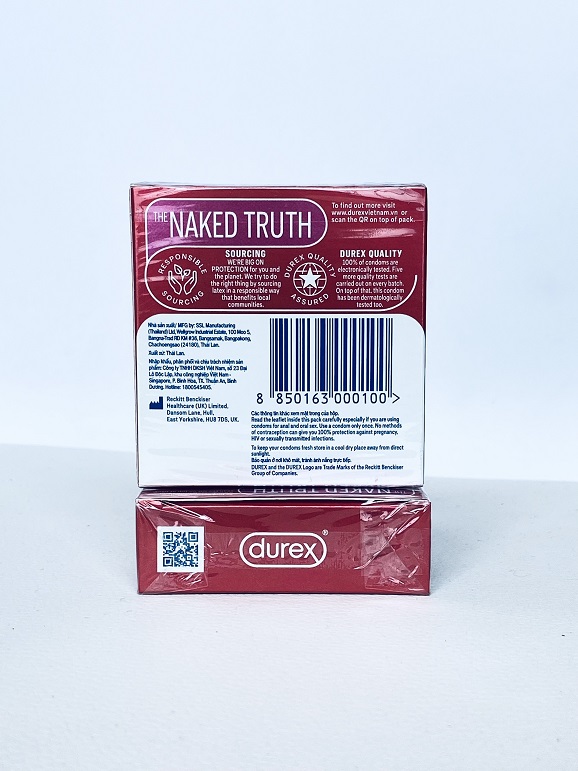 THE NAKED TRUTH
To find out more visit
www.durexvietnam.vn or
scan the QR on top of pack.
RESPONSIBLE SOURCING
SOURCING
WE'RE BIG ON
PROTECTION for you and
the planet. We try to do
the right thing by sourcing
latex in a responsible way
that benefits local
communities.
DUREX QUALITY ASSURED
DUREX QUALITY
100% of condoms are
electronically tested. Five
more quality tests are
carried out on every batch.
On top of that, this condom
has been dermatologically
tested too.
Nhà sản xuất/ MFG by: SSL Manufacturing
(Thailand) Ltd, Wellgrow Industrial Estate, 100 Moo 5,
Bangna-Trad RD KM #36, Bangsamak, Bangpakong,
Chachoengsao (24180), Thái Lan.
Xuất xứ: Thái Lan.
Nhập khẩu, phân phối và chịu trách nhiệm sản
phẩm: Công ty TNHH DKSH Việt Nam, số 23 Đại
Lộ Độc Lập, khu công nghiệp Việt Nam -
Singapore, P. Bình Hòa, TX. Thuận An, Bình
Dương. Hotline: 1800545405.
Reckitt Benckiser
Healthcare (UK) Limited,
Dansom Lane, Hull,
East Yorkshire, HU8 7DS, UK.
8 850163 000100 >
Các thông tin khác xem mặt trong của hộp.
Read the leaflet inside this pack carefully especially if you are using
condoms for anal and oral sex. Use a condom only once. No methods
of contraception can give you 100% protection against pregnancy,
HIV or sexually transmitted infections.
To keep your condoms fresh store in a cool dry place away from direct
sunlight.
Bảo quản ở nơi khô mát, tránh ánh nắng trực tiếp.
DUREX and the DUREX Logo are Trade Marks of the Reckitt Benckiser
Group of Companies.
THE NAKED TRUTH
durex®